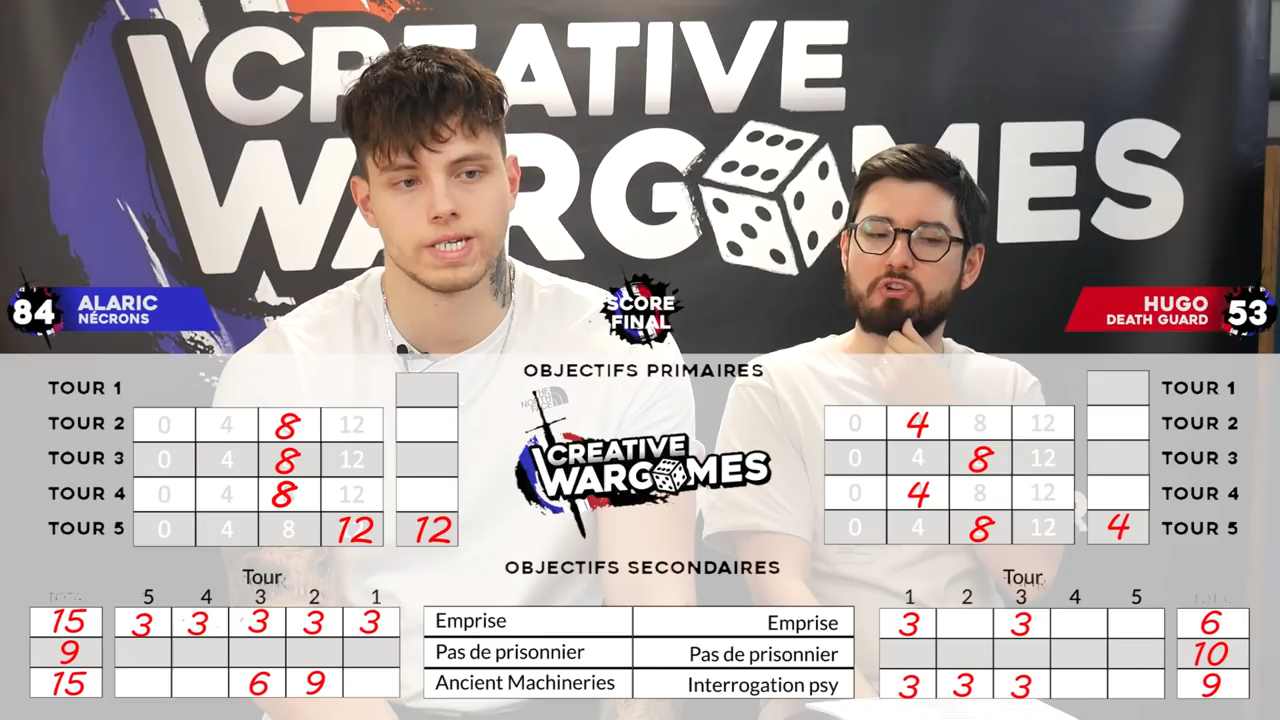 CREATIVE
WARGAMES
84 ALARIC
NÉCRONS
SCORE
FINAL
HUGO 53
DEATH GUARD
OBJECTIFS PRIMAIRES
TOUR 1
TOUR 2 0 4 8 12
TOUR 3 0 4 8 12
TOUR 4 0 4 8 12
TOUR 5 0 4 8 12 12
THE
NORTH
FACE
CREATIVE
WARGAMES
TOUR 1
0 4 8 12 TOUR 2
0 4 8 12 TOUR 3
0 4 8 12 TOUR 4
0 4 8 12 4 TOUR 5
OBJECTIFS SECONDAIRES
Tour
5 4 3 2 1
15 3 3 3 3 3
9
15 6 9
Emprise Emprise
Pas de prisonnier Pas de prisonnier
Ancient Machineries Interrogation psy
Tour
1 2 3 4 5
3 3 6
10
3 3 3 9